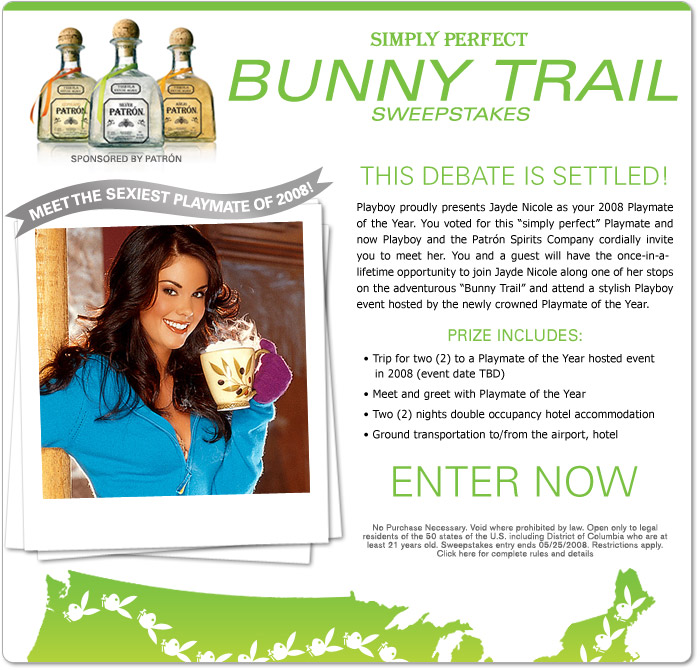 SIMPLY PERFECT
BUNNY TRAIL
SWEEPSTAKES
PATRÓN
SILVER
PATRÓN
AÑEJO
PATRÓN
SPONSORED BY PATRÓN
MEET THE SEXIEST PLAYMATE OF 2008!
THIS DEBATE IS SETTLED!
Playboy proudly presents Jayde Nicole as your 2008 Playmate
of the Year. You voted for this “simply perfect” Playmate and
now Playboy and the Patrón Spirits Company cordially invite
you to meet her. You and a guest will have the once-in-a-
lifetime opportunity to join Jayde Nicole along one of her stops
on the adventurous “Bunny Trail” and attend a stylish Playboy
event hosted by the newly crowned Playmate of the Year.
PRIZE INCLUDES:
• Trip for two (2) to a Playmate of the Year hosted event
in 2008 (event date TBD)
• Meet and greet with Playmate of the Year
• Two (2) nights double occupancy hotel accommodation
• Ground transportation to/from the airport, hotel
ENTER NOW
No Purchase Necessary. Void where prohibited by law. Open only to legal
residents of the 50 states of the U.S. including District of Columbia who are at
least 21 years old. Sweepstakes entry ends 05/25/2008. Restrictions apply.
Click here for complete rules and details